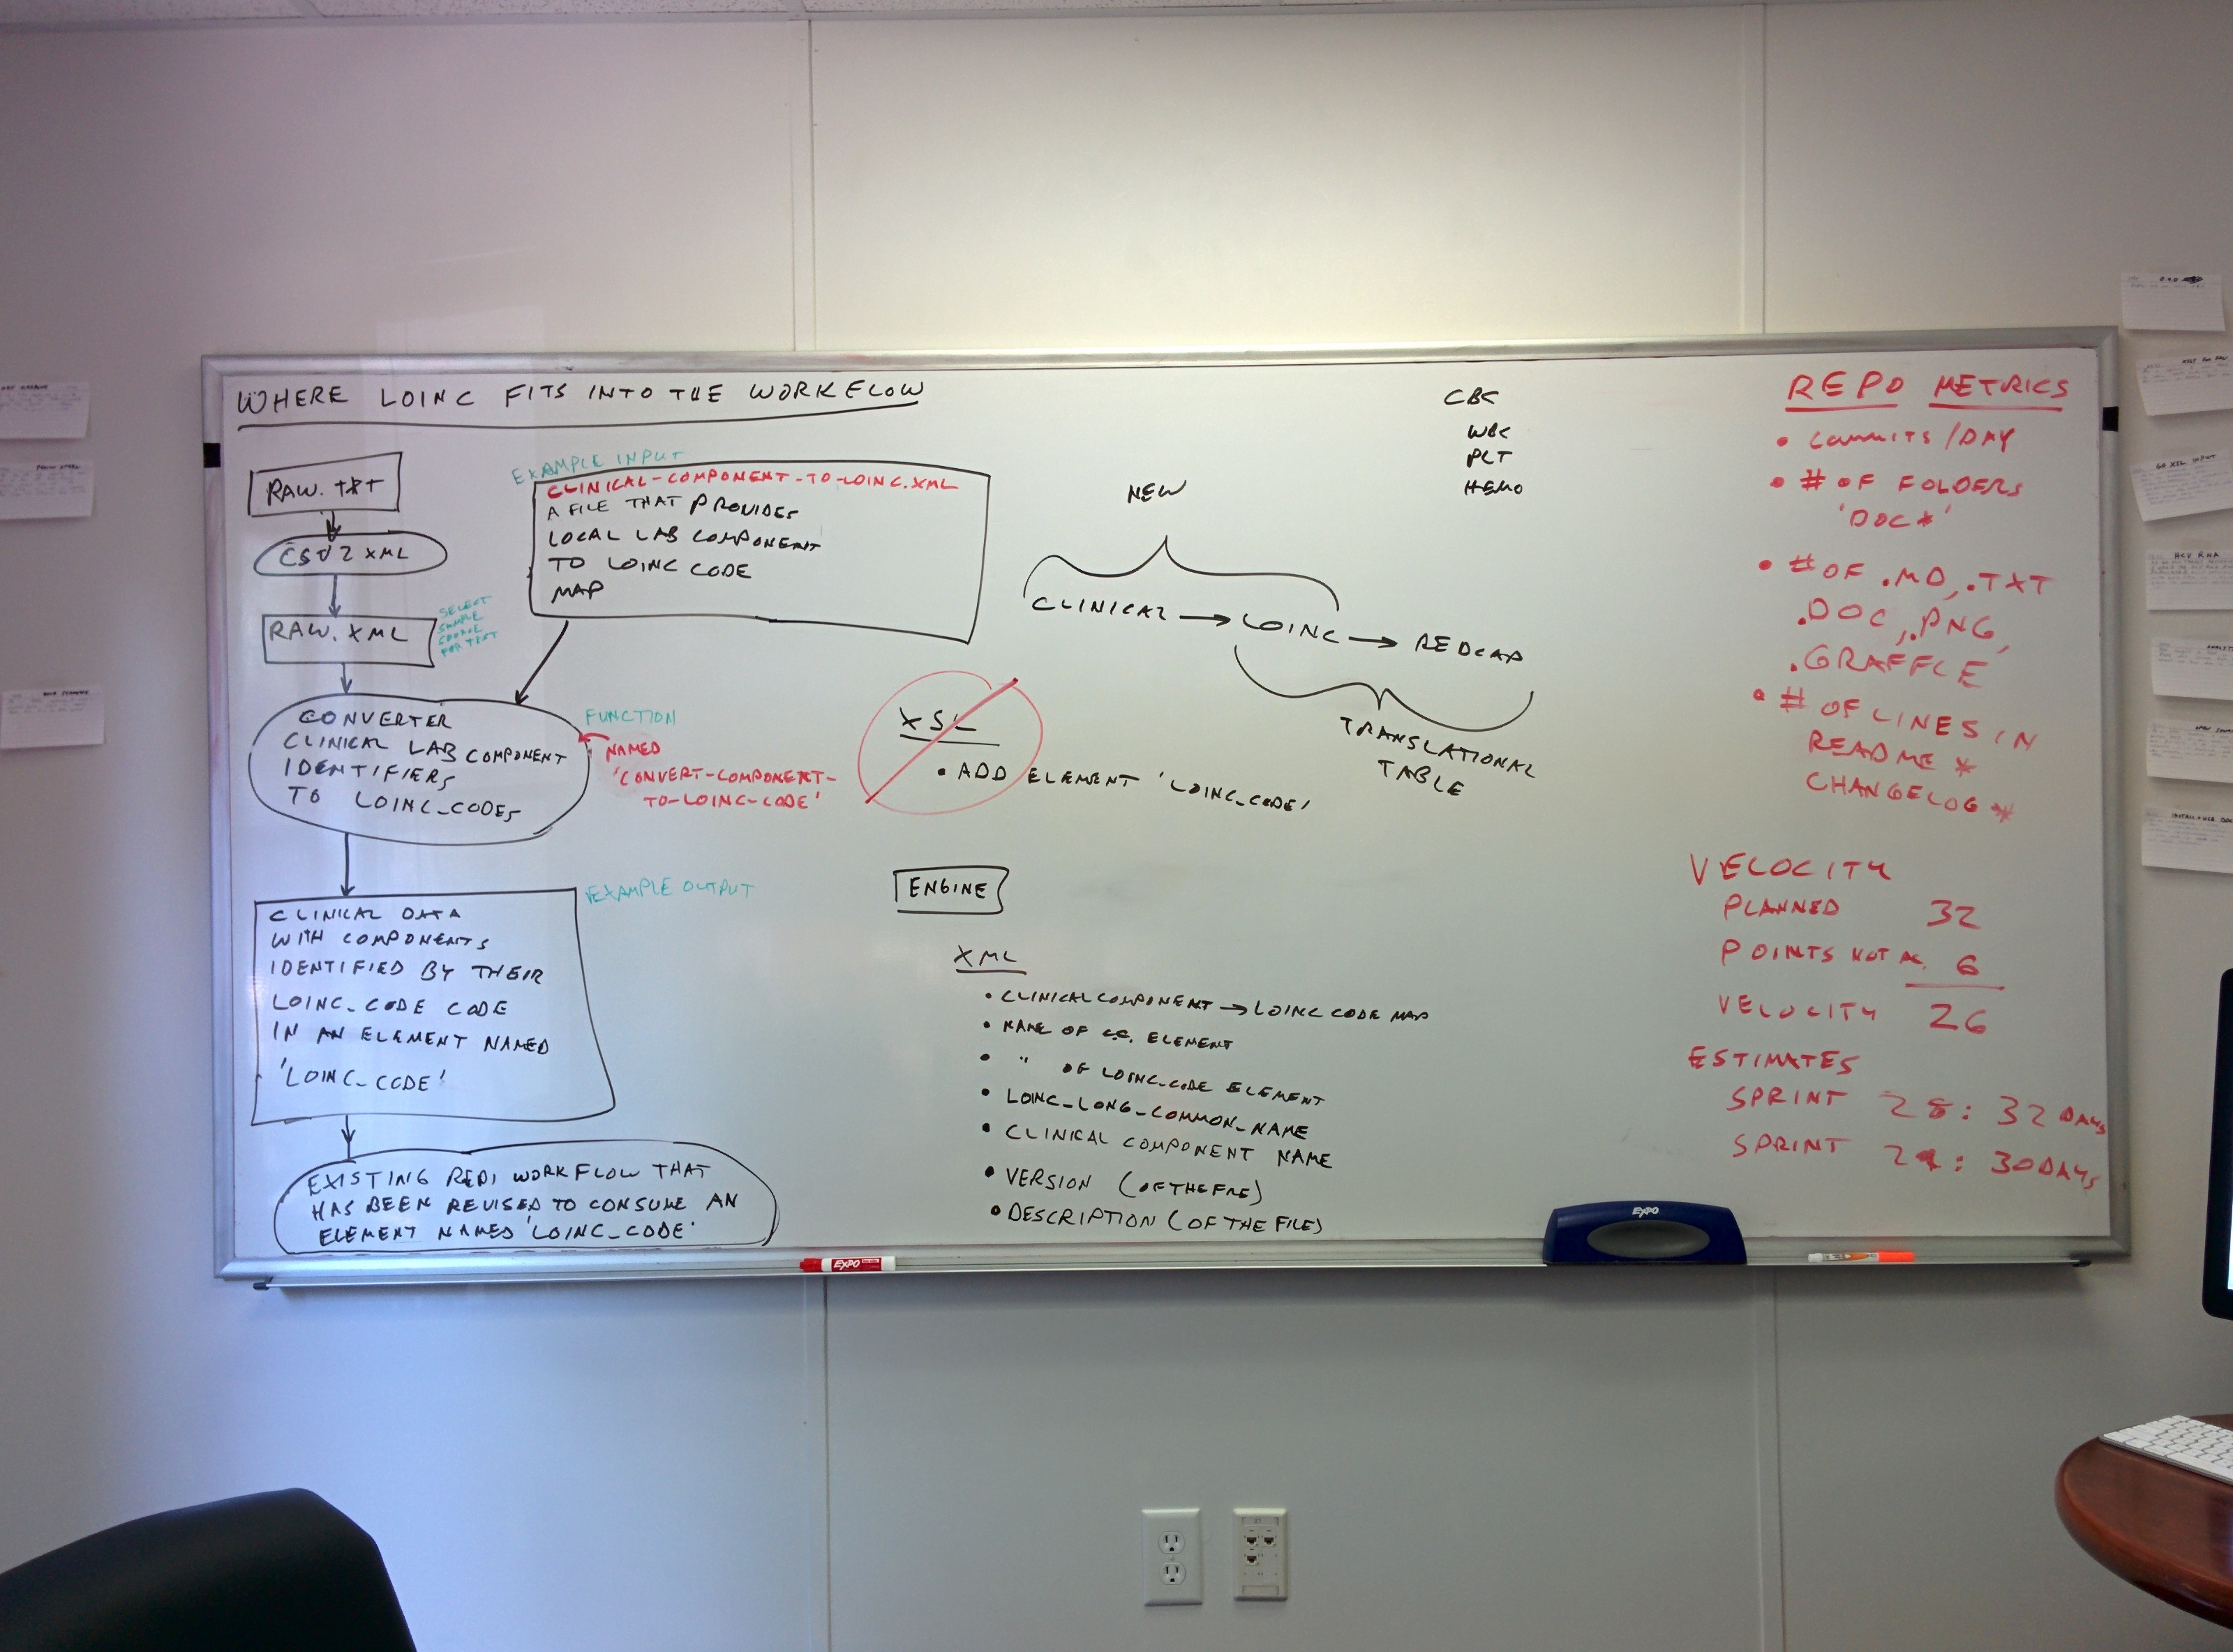 WHERE LOINC FITS INTO THE WORKFLOW
RAW.TXT
CSV2XML
RAW.XML
SELECT
SAMPLE
SOURCE
FOR TEST
EXAMPLE INPUT
CLINICAL-COMPONENT-TO-LOINC.XML
A FILE THAT PROVIDES
LOCAL LAB COMPONENT
TO LOINC CODE
MAP
CONVERTER
CLINICAL LAB COMPONENT
IDENTIFIERS
TO LOINC_CODES
FUNCTION
NAMED
'CONVERT-COMPONENT-
TO-LOINC-CODE'
EXAMPLE OUTPUT
CLINICAL DATA
WITH COMPONENTS
IDENTIFIED BY THEIR
LOINC_CODE CODE
IN AN ELEMENT NAMED
'LOINC_CODE'
EXISTING REDI WORKFLOW THAT
HAS BEEN REVISED TO CONSUME AN
ELEMENT NAMED 'LOINC_CODE'
CBC
WBC
PLT
HEMO
NEW
CLINICAL → LOINC → REDCAP
TRANSLATIONAL
TABLE
XSL
• ADD ELEMENT 'LOINC_CODE'
ENGINE
XML
• CLINICAL COMPONENT → LOINC CODE MAP
• NAME OF C.C. ELEMENT
• " OF LOINC_CODE ELEMENT
• LOINC_LONG_COMMON_NAME
• CLINICAL COMPONENT NAME
• VERSION (OF THE FILE)
• DESCRIPTION (OF THE FILE)
REPO METRICS
• COMMITS/DAY
• # OF FOLDERS
'DOC*'
• # OF .MD, .TXT
.DOC, .PNG,
.GRAFFLE
• # OF LINES IN
README *
CHANGELOG *
VELOCITY
PLANNED 32
POINTS NOT AC. 6
VELOCITY 26
ESTIMATES
SPRINT 28: 32 DAYS
SPRINT 29: 30 DAYS
EXPO
EXPO
HCV RNA